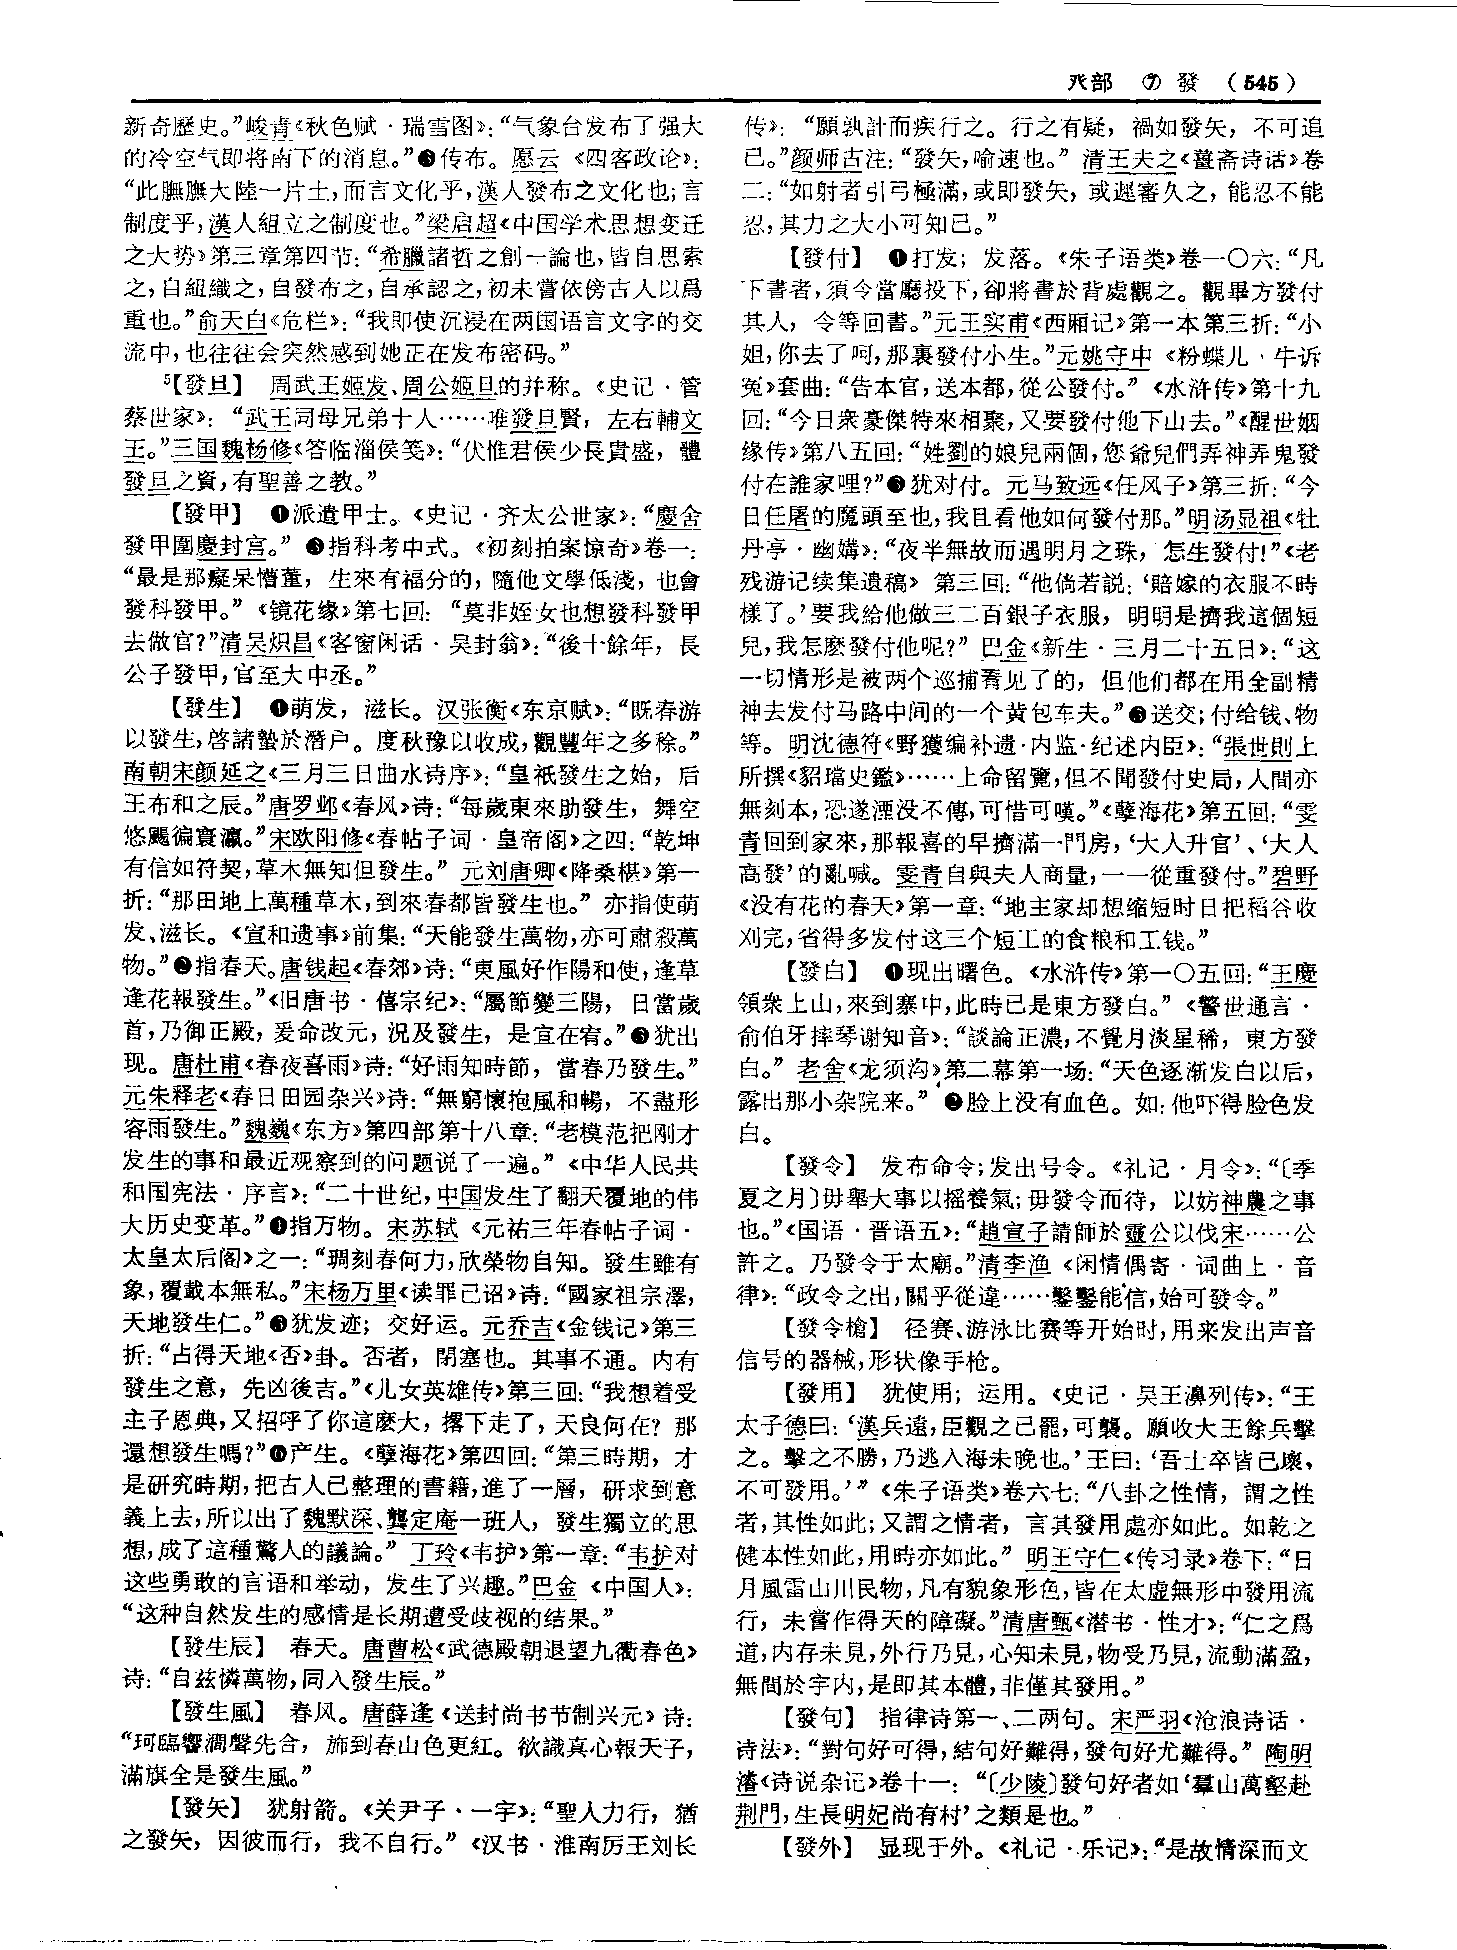 癶部 ⑦ 發 （545）
新奇歷史。”峻青《秋色赋·瑞雪图》：“气象台发布了强大
的冷空气即将南下的消息。”❸传布。愿云《四客政论》：
“此膴膴大陸一片土，而言文化乎，漢人發布之文化也；言
制度乎，漢人組立之制度也。”梁启超《中国学术思想变迁
之大势》第三章第四节：“希臘諸哲之創一論也，皆自思索
之，自組織之，自發布之，自承認之，初未嘗依傍古人以爲
重也。”俞天白《危栏》：“我即使沉浸在两国语言文字的交
流中，也往往会突然感到她正在发布密码。”
5【發旦】 周武王姬发、周公姬旦的并称。《史记·管
蔡世家》：“武王同母兄弟十人……唯發旦賢，左右輔文
王。”三国魏杨修《答临淄侯笺》：“伏惟君侯少長貴盛，體
發旦之資，有聖善之教。”
【發甲】 ❶派遣甲士。《史记·齐太公世家》：“慶舍
發甲圍慶封宫。”❷指科考中式。《初刻拍案惊奇》卷一：
“最是那癡呆懵董，生來有福分的，隨他文學低淺，也會
發科發甲。”《镜花缘》第七回：“莫非姪女也想發科發甲
去做官？”清吴炽昌《客窗闲话·吴封翁》：“後十餘年，長
公子發甲，官至大中丞。”
【發生】 ❶萌发，滋长。汉张衡《东京赋》：“既春游
以發生，啓諸蟄於潛户。度秋豫以收成，觀豐年之多稌。”
南朝宋颜延之《三月三日曲水诗序》：“皇祇發生之始，后
王布和之辰。”唐罗邺《春风》诗：“每歲東來助發生，舞空
悠颺徧寰瀛。”宋欧阳修《春帖子词·皇帝阁》之四：“乾坤
有信如符契，草木無知但發生。”元刘唐卿《降桑椹》第一
折：“那田地上萬種草木，到來春都皆發生也。”亦指使萌
发、滋长。《宣和遗事》前集：“天能發生萬物，亦可肅殺萬
物。”❷指春天。唐钱起《春郊》诗：“東風好作陽和使，逢草
逢花報發生。”《旧唐书·僖宗纪》：“屬節變三陽，日當歲
首，乃御正殿，爰命改元，況及發生，是宜在宥。”❸犹出
现。唐杜甫《春夜喜雨》诗：“好雨知時節，當春乃發生。”
元朱释老《春日田园杂兴》诗：“無窮懷抱風和暢，不盡形
容雨發生。”魏巍《东方》第四部第十八章：“老模范把刚才
发生的事和最近观察到的问题说了一遍。”《中华人民共
和国宪法·序言》：“二十世纪，中国发生了翻天覆地的伟
大历史变革。”❹指万物。宋苏轼《元祐三年春帖子词·
太皇太后阁》之一：“琱刻春何力，欣榮物自知。發生雖有
象，覆載本無私。”宋杨万里《读罪己诏》诗：“國家祖宗澤，
天地發生仁。”❺犹发迹；交好运。元乔吉《金钱记》第三
折：“占得天地《否》卦。否者，閉塞也。其事不通。内有
發生之意，先凶後吉。”《儿女英雄传》第三回：“我想着受
主子恩典，又招呼了你這麽大，撂下走了，天良何在？那
還想發生嗎？”❻产生。《孽海花》第四回：“第三時期，才
是研究時期，把古人已整理的書籍，進了一層，研求到意
義上去，所以出了魏默深、龔定庵一班人，發生獨立的思
想，成了這種驚人的議論。”丁玲《韦护》第一章：“韦护对
这些勇敢的言语和举动，发生了兴趣。”巴金《中国人》：
“这种自然发生的感情是长期遭受歧视的结果。”
【發生辰】 春天。唐曹松《武德殿朝退望九衢春色》
诗：“自兹憐萬物，同入發生辰。”
【發生風】 春风。唐薛逢《送封尚书节制兴元》诗：
“珂臨響澗聲先合，旆到春山色更紅。欲識真心報天子，
滿旗全是發生風。”
【發矢】 犹射箭。《关尹子·一宇》：“聖人力行，猶
之發矢，因彼而行，我不自行。”《汉书·淮南厉王刘长
传》：“願孰計而疾行之。行之有疑，禍如發矢，不可追
已。”颜师古注：“發矢，喻速也。”清王夫之《薑斋诗话》卷
二：“如射者引弓極滿，或即發矢，或遲審久之，能忍不能
忍，其力之大小可知已。”
【發付】 ❶打发；发落。《朱子语类》卷一〇六：“凡
下書者，須令當廳投下，卻將書於背處觀之。觀畢方發付
其人，令等回書。”元王实甫《西厢记》第一本第三折：“小
姐，你去了呵，那裏發付小生。”元姚守中《粉蝶儿·牛诉
冤》套曲：“告本官，送本都，從公發付。”《水浒传》第十九
回：“今日衆豪傑特來相聚，又要發付他下山去。”《醒世姻
缘传》第八五回：“姓劉的娘兒兩個，您爺兒們弄神弄鬼發
付在誰家哩？”❷犹对付。元马致远《任风子》第三折：“今
日任屠的魔頭至也，我且看他如何發付那。”明汤显祖《牡
丹亭·幽媾》：“夜半無故而遇明月之珠，怎生發付！”《老
残游记续集遗稿》第三回：“他倘若説：‘賠嫁的衣服不時
樣了。’要我給他做三二百銀子衣服，明明是擠我這個短
兒，我怎麽發付他呢？”巴金《新生·三月二十五日》：“这
一切情形是被两个巡捕看见了的，但他们都在用全副精
神去发付马路中间的一个黄包车夫。”❸送交；付给钱、物
等。明沈德符《野獲编补遗·内监·纪述内臣》：“張世則上
所撰《貂璫史鑑》……上命留覽，但不聞發付史局，人間亦
無刻本，恐遂湮没不傳，可惜可嘆。”《孽海花》第五回：“雯
青回到家來，那報喜的早擠滿一門房，‘大人升官’、‘大人
高發’的亂喊。雯青自與夫人商量，一一從重發付。”碧野
《没有花的春天》第一章：“地主家却想缩短时日把稻谷收
刈完，省得多发付这三个短工的食粮和工钱。”
【發白】 ❶现出曙色。《水浒传》第一〇五回：“王慶
領衆上山，來到寨中，此時已是東方發白。”《警世通言·
俞伯牙摔琴谢知音》：“談論正濃，不覺月淡星稀，東方發
白。”老舍《龙须沟》第二幕第一场：“天色逐渐发白以后，
露出那小杂院来。”❷脸上没有血色。如：他吓得脸色发
白。
【發令】 发布命令；发出号令。《礼记·月令》：“〔季
夏之月〕毋舉大事以摇養氣；毋發令而待，以妨神農之事
也。”《国语·晋语五》：“趙宣子請師於靈公以伐宋……公
許之。乃發令于太廟。”清李渔《闲情偶寄·词曲上·音
律》：“政令之出，關乎從違……鑿鑿能信，始可發令。”
【發令槍】 径赛、游泳比赛等开始时，用来发出声音
信号的器械，形状像手枪。
【發用】 犹使用；运用。《史记·吴王濞列传》：“王
太子德曰：‘漢兵遠，臣觀之已罷，可襲。願收大王餘兵擊
之。擊之不勝，乃逃入海未晚也。’王曰：‘吾士卒皆已壞，
不可發用。’”《朱子语类》卷六七：“八卦之性情，謂之性
者，其性如此；又謂之情者，言其發用處亦如此。如乾之
健本性如此，用時亦如此。”明王守仁《传习录》卷下：“日
月風雷山川民物，凡有貌象形色，皆在太虚無形中發用流
行，未嘗作得天的障礙。”清唐甄《潜书·性才》：“仁之爲
道，内存未見，外行乃見，心知未見，物受乃見，流動滿盈，
無間於宇内，是即其本體，非僅其發用。”
【發句】 指律诗第一、二两句。宋严羽《沧浪诗话·
诗法》：“對句好可得，結句好難得，發句好尤難得。”陶明
濬《诗说杂记》卷十一：“〔少陵〕發句好者如‘羣山萬壑赴
荆門，生長明妃尚有村’之類是也。”
【發外】 显现于外。《礼记·乐记》：“是故情深而文